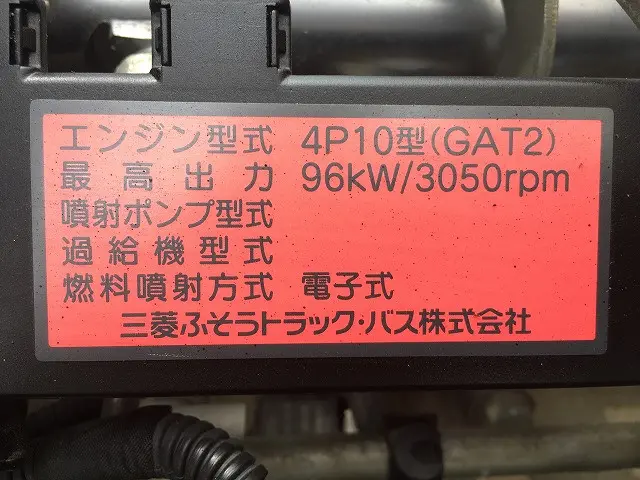 エンジン型式 4P10型(GAT2)
最高出力 96kW/3050rpm
噴射ポンプ型式
過給機型式
燃料噴射方式 電子式
三菱ふそうトラック・バス株式会社